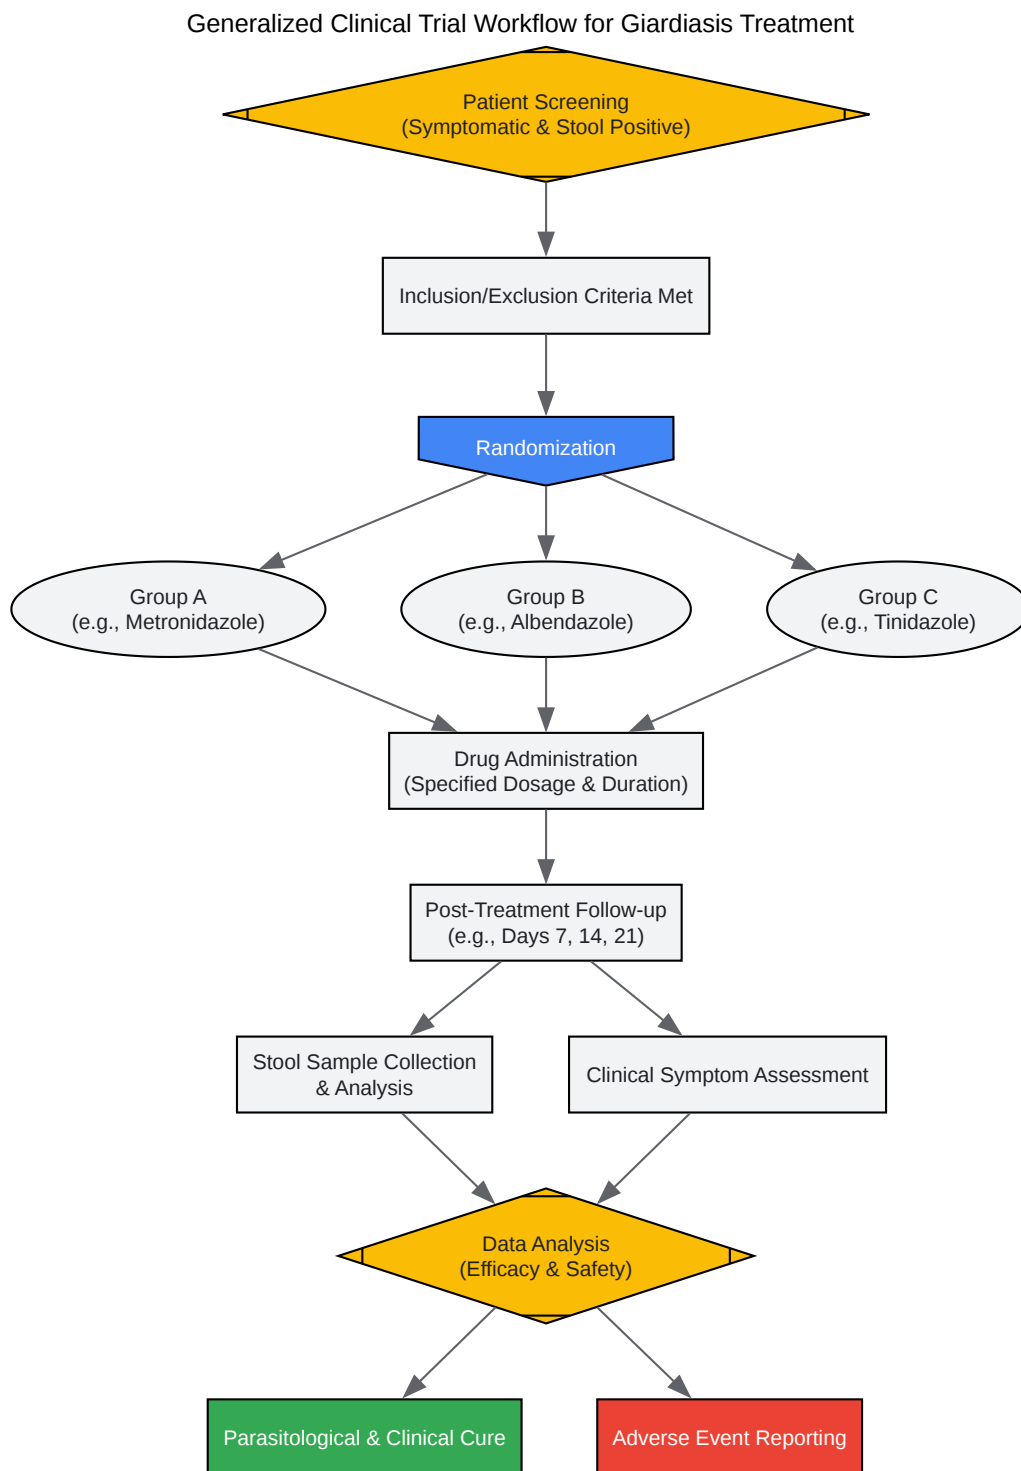 Generalized Clinical Trial Workflow for Giardiasis Treatment
Patient Screening
(Symptomatic & Stool Positive)
Inclusion/Exclusion Criteria Met
Randomization
Group A
(e.g., Metronidazole)
Group B
(e.g., Albendazole)
Group C
(e.g., Tinidazole)
Drug Administration
(Specified Dosage & Duration)
Post-Treatment Follow-up
(e.g., Days 7, 14, 21)
Stool Sample Collection
& Analysis
Clinical Symptom Assessment
Data Analysis
(Efficacy & Safety)
Parasitological & Clinical Cure
Adverse Event Reporting